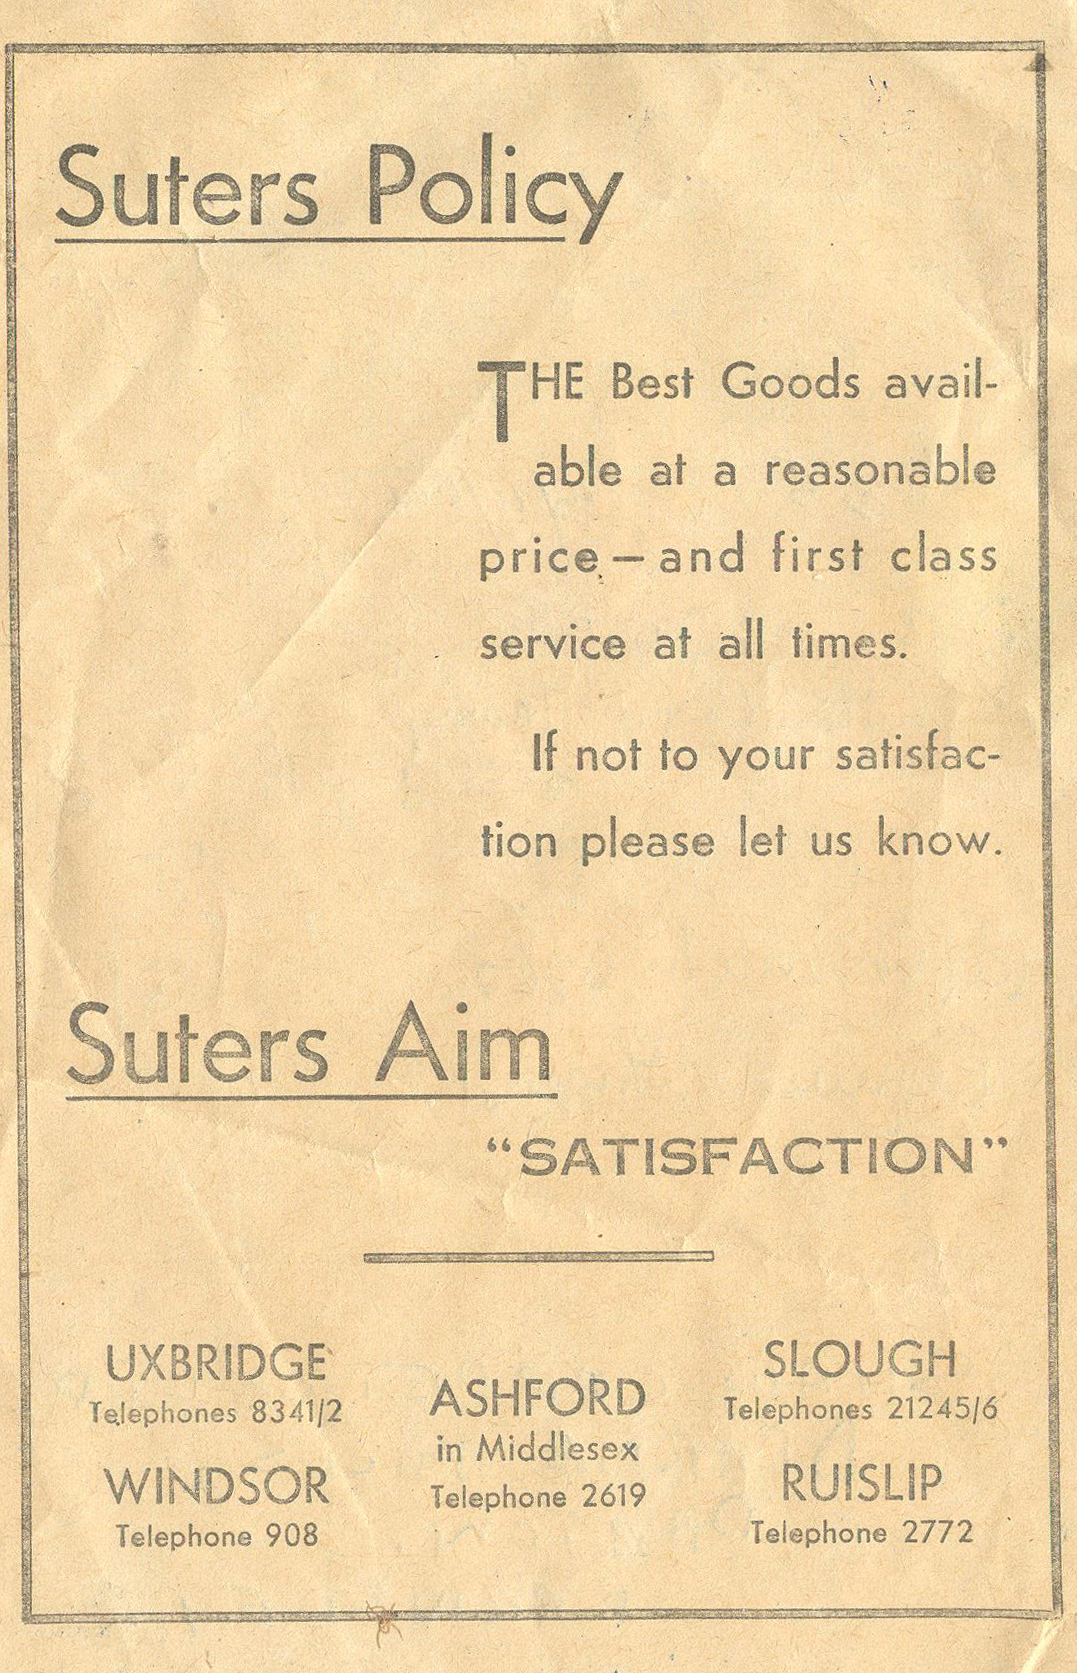 Suters Policy
THE Best Goods avail-
able at a reasonable
price — and first class
service at all times.
If not to your satisfac-
tion please let us know.
Suters Aim
“SATISFACTION”
UXBRIDGE
Telephones 8341/2
WINDSOR
Telephone 908
ASHFORD
in Middlesex
Telephone 2619
SLOUGH
Telephones 21245/6
RUISLIP
Telephone 2772